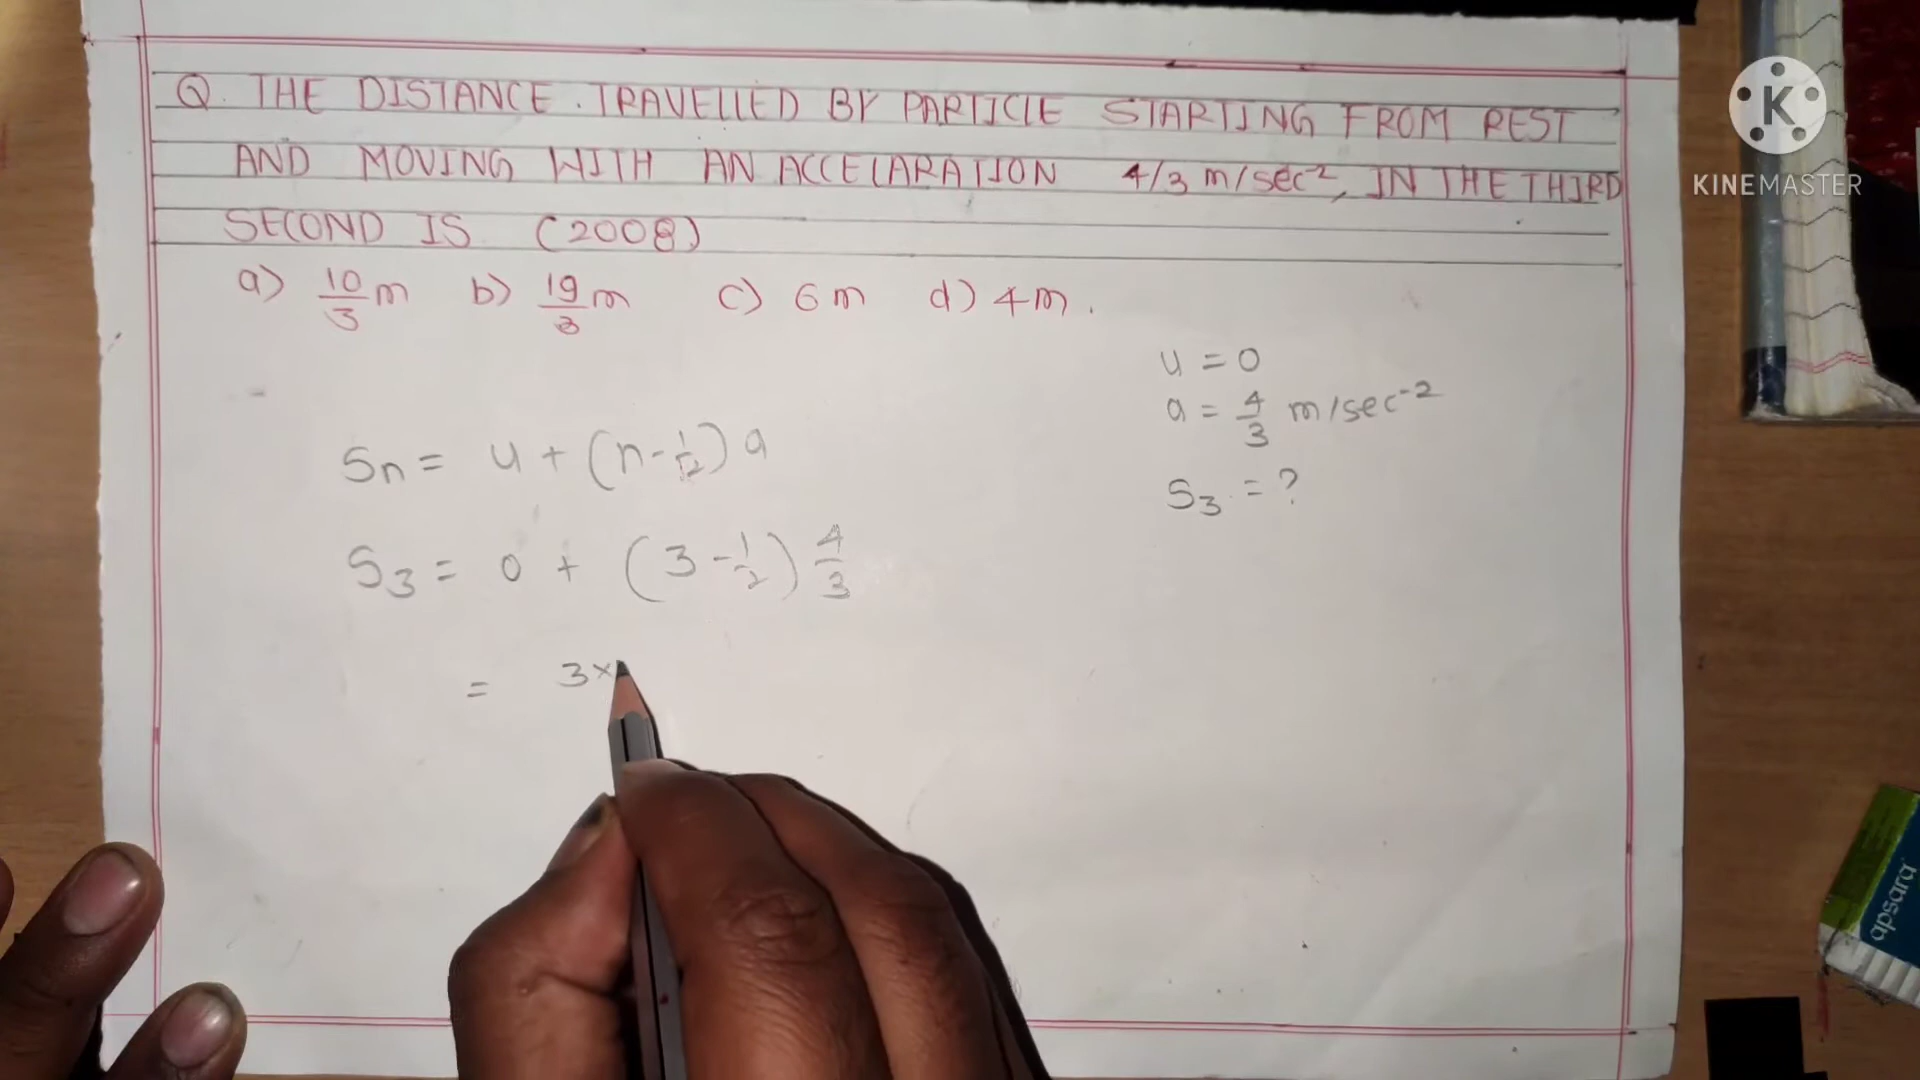 Q. THE DISTANCE. TRAVELLED BY PARTICLE STARTING FROM REST
AND MOVING WITH AN ACCELARATION 4/3 m/sec², IN THE THIRD
SECOND IS (2008)
a) 10/3 m b) 19/3 m c) 6 m d) 4 m.
u = 0
a = 4/3 m/sec⁻²
S₃ = ?
Sn = u + (n - 1/2) a
S₃ = 0 + (3 - 1/2) 4/3
= 3×
K
KINEMASTER
apsara